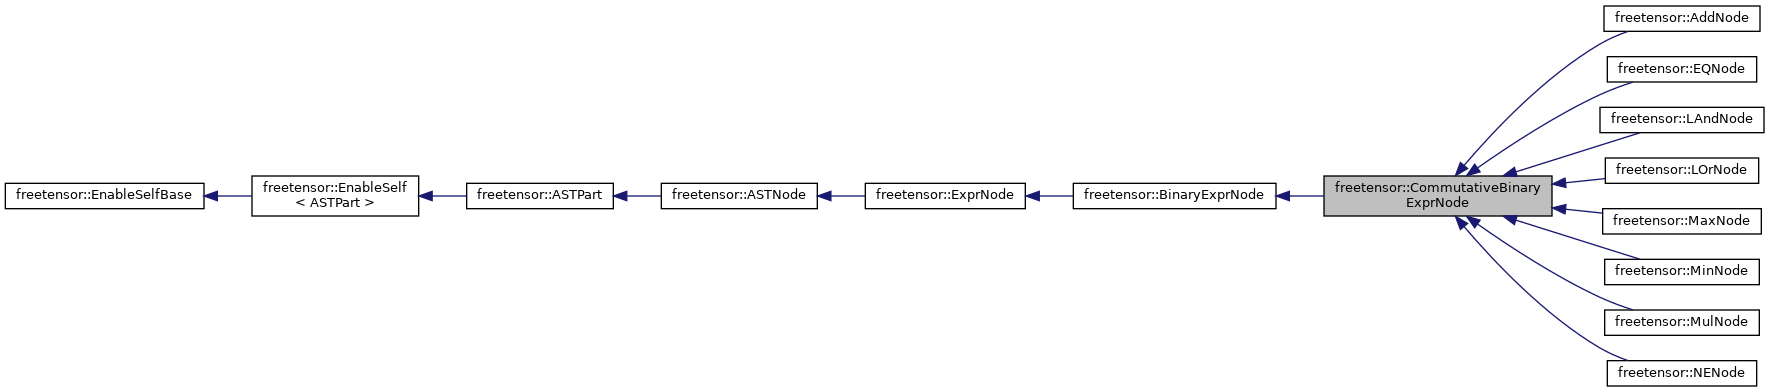 freetensor::EnableSelfBase
freetensor::EnableSelf
< ASTPart >
freetensor::ASTPart
freetensor::ASTNode
freetensor::ExprNode
freetensor::BinaryExprNode
freetensor::CommutativeBinary
ExprNode
freetensor::AddNode
freetensor::EQNode
freetensor::LAndNode
freetensor::LOrNode
freetensor::MaxNode
freetensor::MinNode
freetensor::MulNode
freetensor::NENode